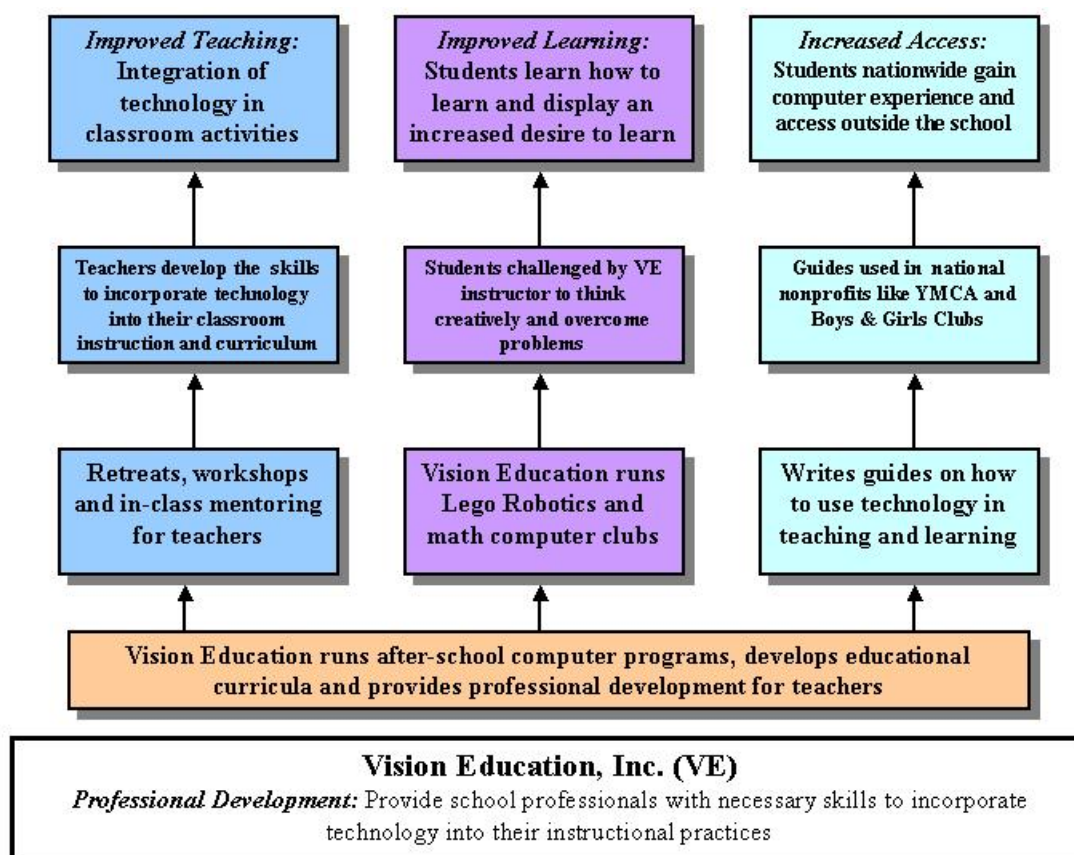 Improved Teaching:
Integration of
technology in
classroom activities
Improved Learning:
Students learn how to
learn and display an
increased desire to learn
Increased Access:
Students nationwide gain
computer experience and
access outside the school
Teachers develop the skills
to incorporate technology
into their classroom
instruction and curriculum
Students challenged by VE
instructor to think
creatively and overcome
problems
Guides used in national
nonprofits like YMCA and
Boys & Girls Clubs
Retreats, workshops
and in-class mentoring
for teachers
Vision Education runs
Lego Robotics and
math computer clubs
Writes guides on how
to use technology in
teaching and learning
Vision Education runs after-school computer programs, develops educational
curricula and provides professional development for teachers
Vision Education, Inc. (VE)
Professional Development: Provide school professionals with necessary skills to incorporate
technology into their instructional practices